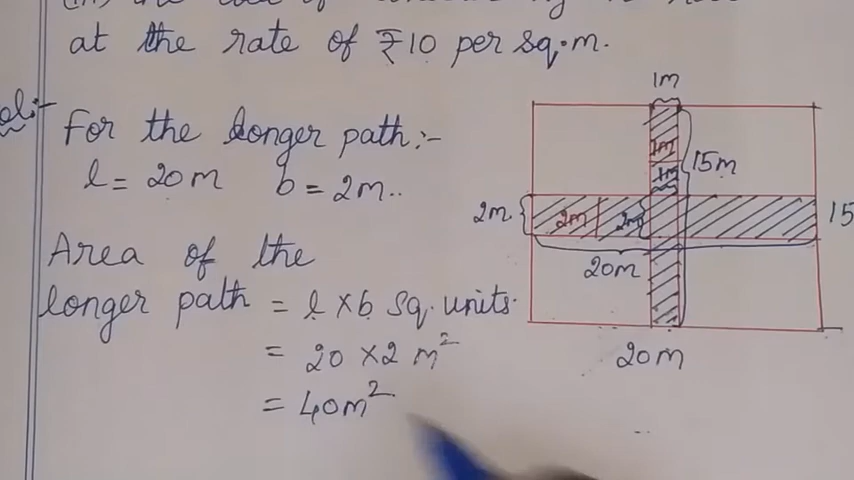 at the rate of ₹10 per sq.m.
For the longer path:-
l = 20m b = 2m..
Area of the
longer path = l × b sq. units.
= 20 × 2 m²
= 40m²
1m
1m
1m
15m
2m
2m
2m
15
20m
20m